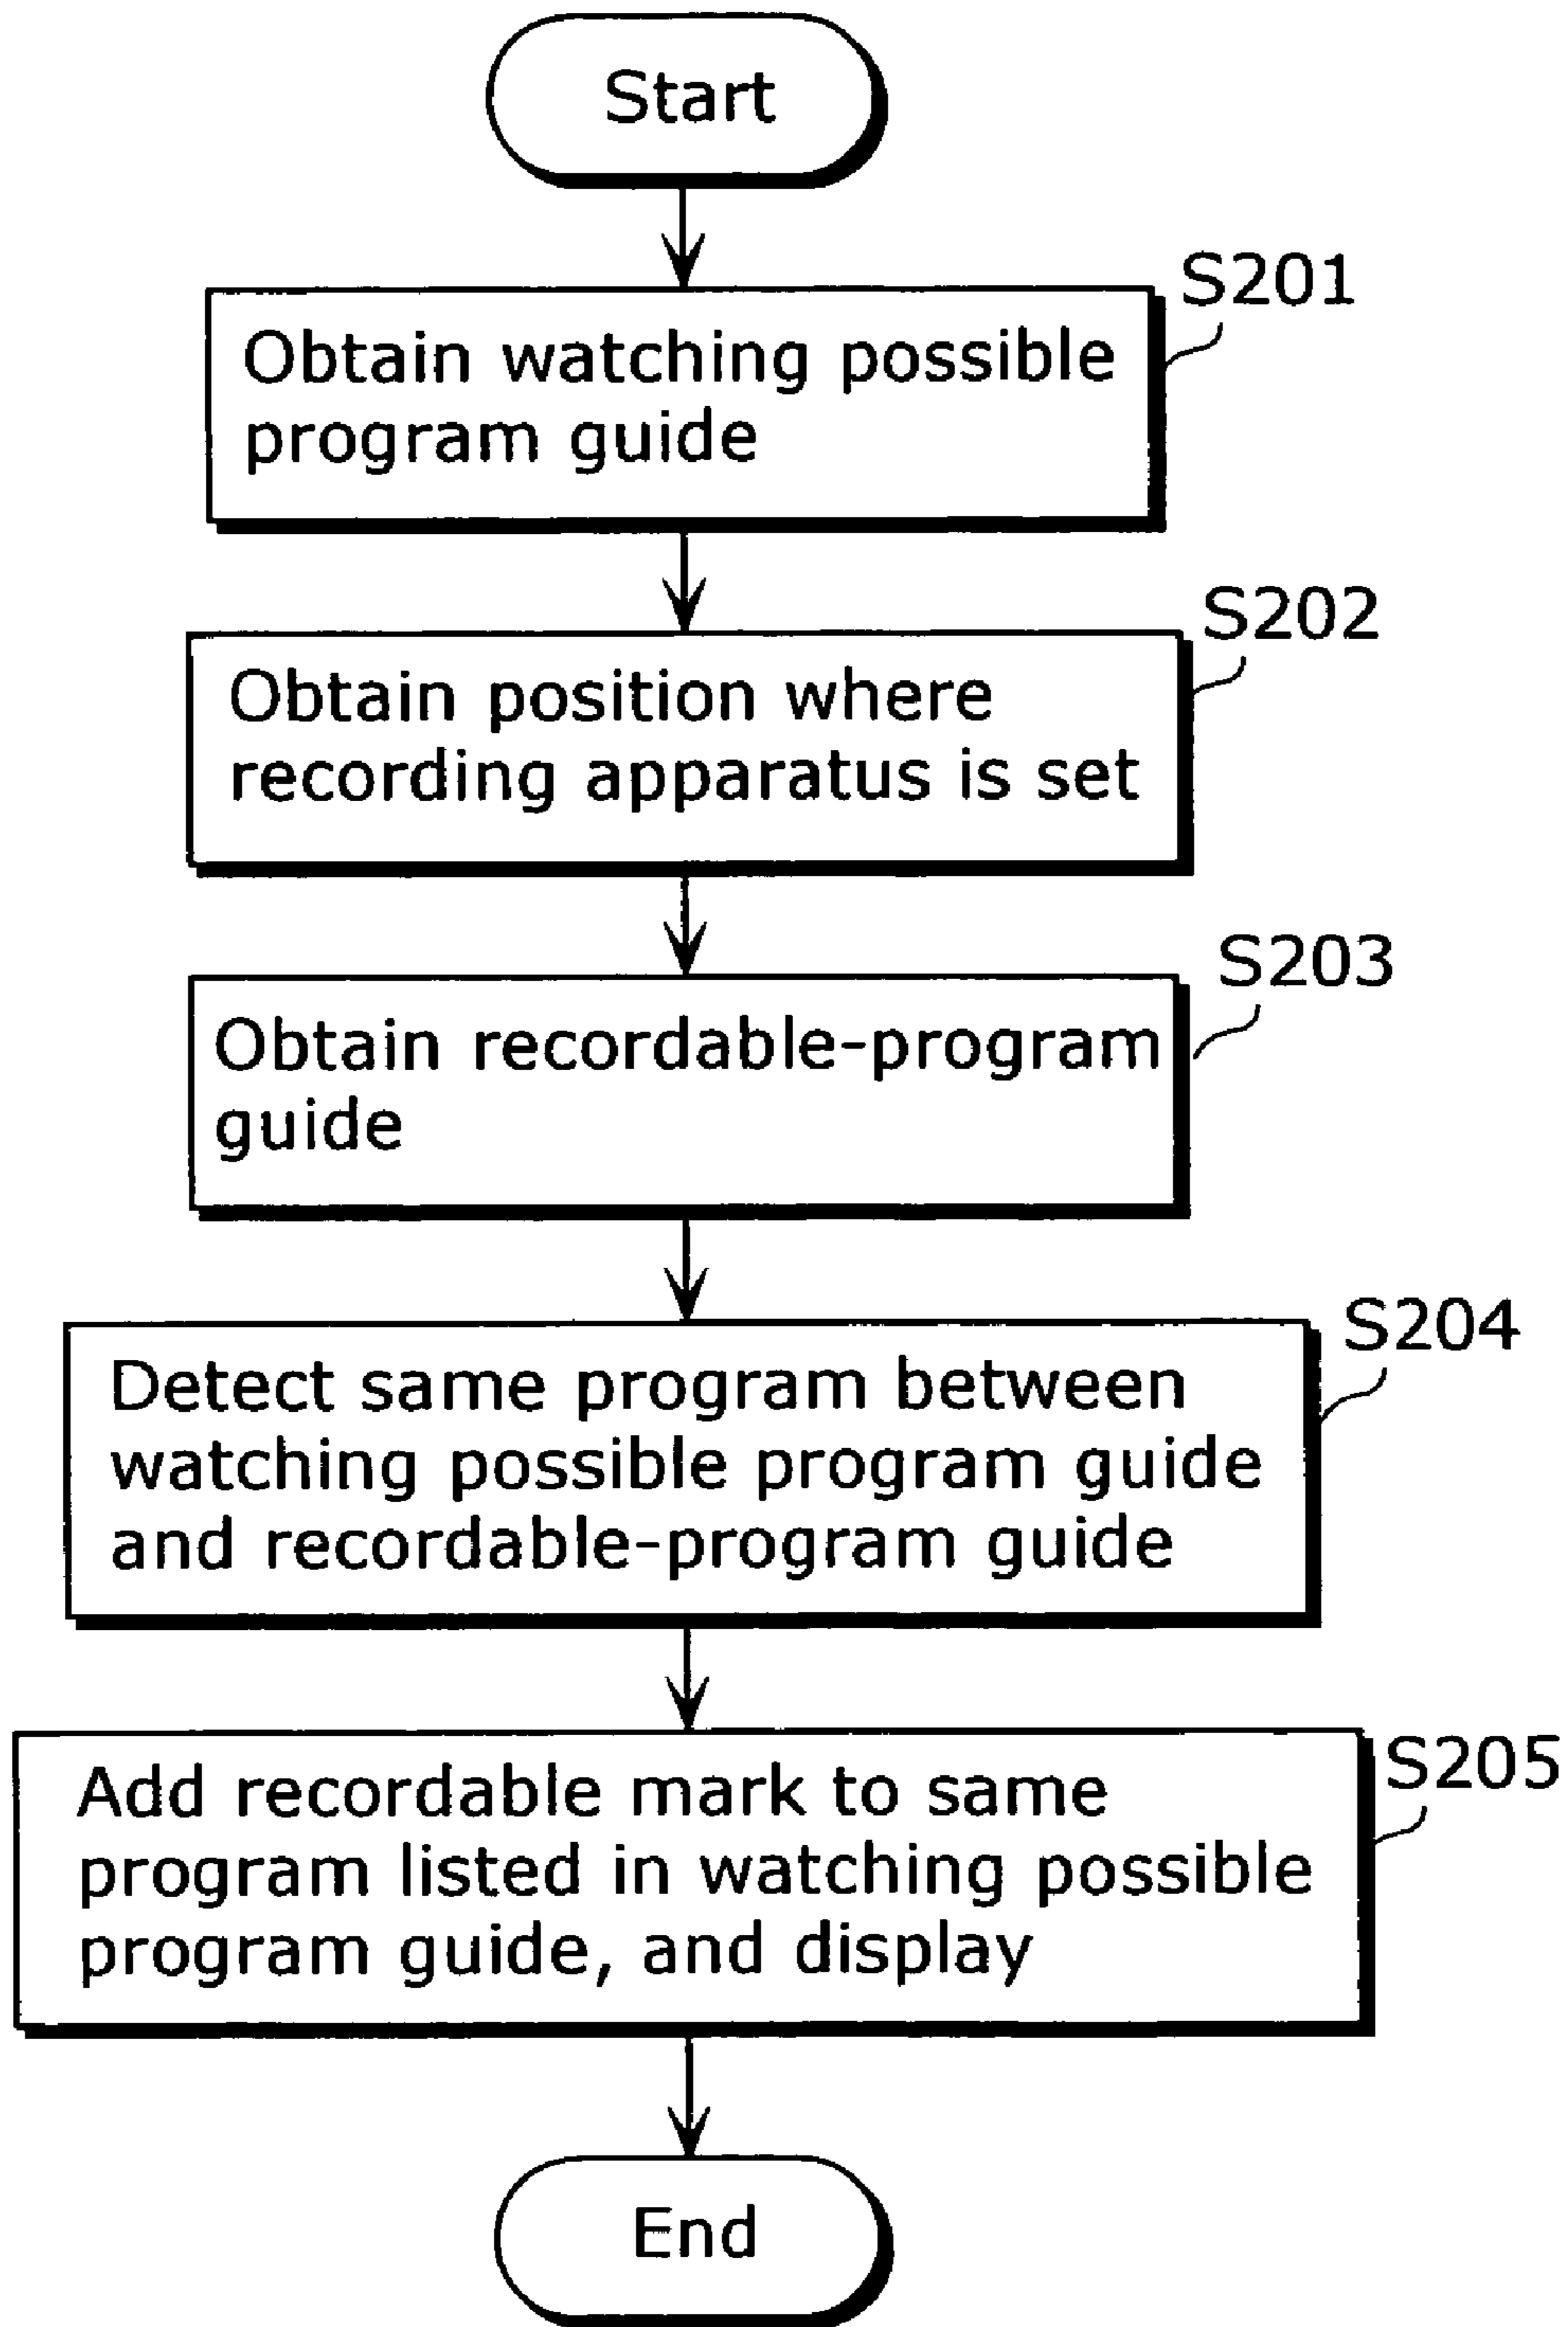 Start
S201
Obtain watching possible
program guide
S202
Obtain position where
recording apparatus is set
S203
Obtain recordable-program
guide
S204
Detect same program between
watching possible program guide
and recordable-program guide
S205
Add recordable mark to same
program listed in watching possible
program guide, and display
End